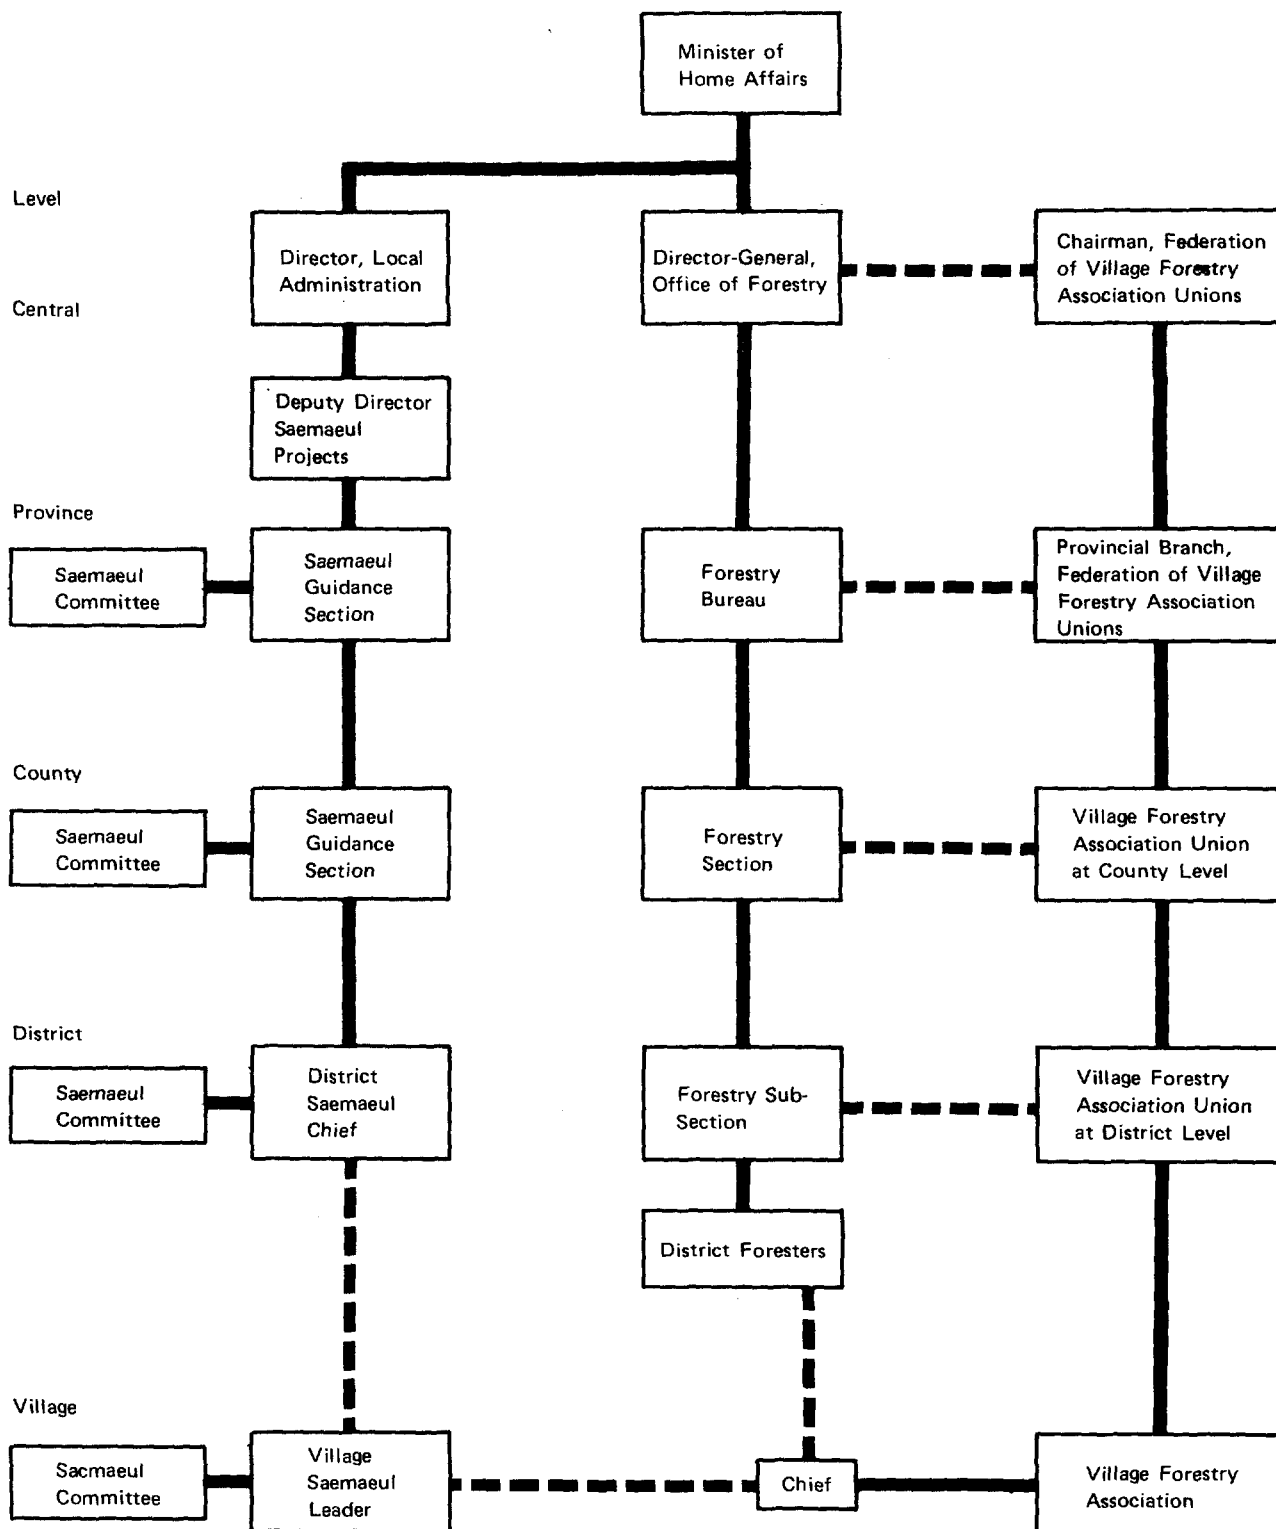 Minister of
Home Affairs
Level
Director, Local
Administration
Director-General,
Office of Forestry
Chairman, Federation
of Village Forestry
Association Unions
Central
Deputy Director
Saemaeul
Projects
Province
Saemaeul
Committee
Saemaeul
Guidance
Section
Forestry
Bureau
Provincial Branch,
Federation of Village
Forestry Association
Unions
County
Saemaeul
Committee
Saemaeul
Guidance
Section
Forestry
Section
Village Forestry
Association Union
at County Level
District
Saemaeul
Committee
District
Saemaeul
Chief
Forestry Sub-
Section
Village Forestry
Association Union
at District Level
District Foresters
Village
Sacmaeul
Committee
Village
Saemaeul
Leader
Chief
Village Forestry
Association